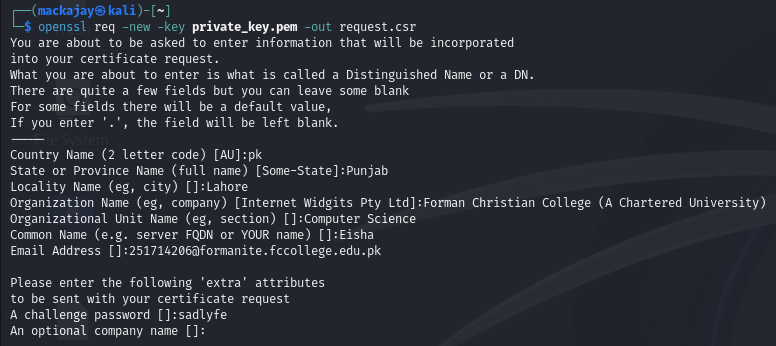 ┌──(mackajay㉿kali)-[~]
└─$ openssl req -new -key private_key.pem -out request.csr
You are about to be asked to enter information that will be incorporated
into your certificate request.
What you are about to enter is what is called a Distinguished Name or a DN.
There are quite a few fields but you can leave some blank
For some fields there will be a default value,
If you enter '.', the field will be left blank.
-----
Country Name (2 letter code) [AU]:pk
State or Province Name (full name) [Some-State]:Punjab
Locality Name (eg, city) []:Lahore
Organization Name (eg, company) [Internet Widgits Pty Ltd]:Forman Christian College (A Chartered University)
Organizational Unit Name (eg, section) []:Computer Science
Common Name (e.g. server FQDN or YOUR name) []:Eisha
Email Address []:251714206@formanite.fccollege.edu.pk

Please enter the following 'extra' attributes
to be sent with your certificate request
A challenge password []:sadlyfe
An optional company name []: